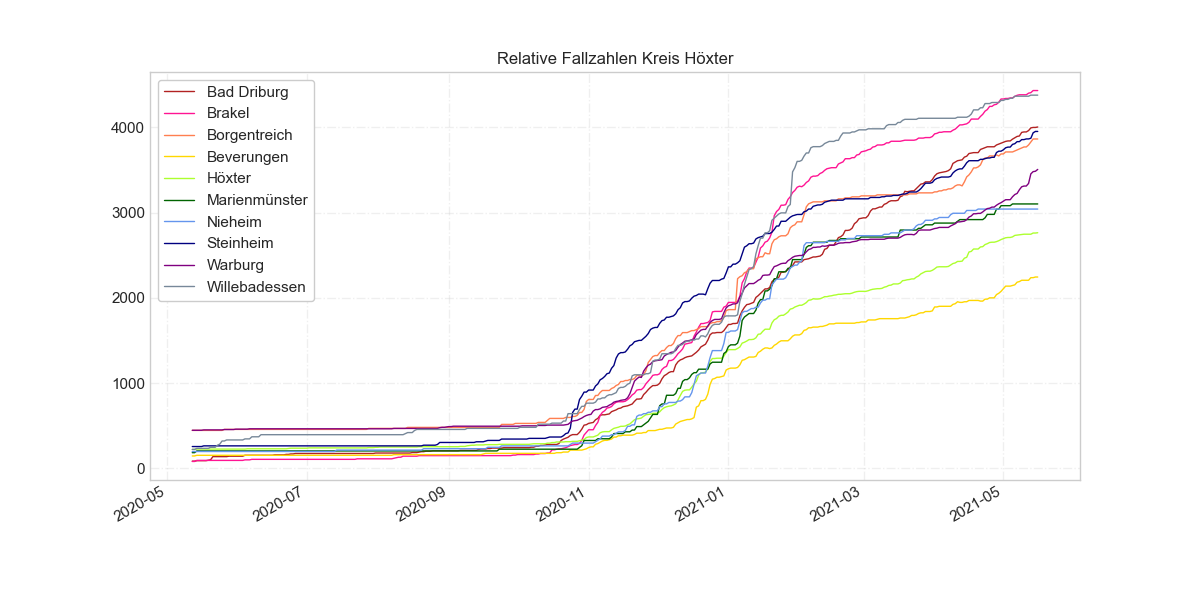 Relative Fallzahlen Kreis Höxter
Bad Driburg
Brakel
Borgentreich
Beverungen
Höxter
Marienmünster
Nieheim
Steinheim
Warburg
Willebadessen
4000
3000
2000
1000
0
2020-05
2020-07
2020-09
2020-11
2021-01
2021-03
2021-05